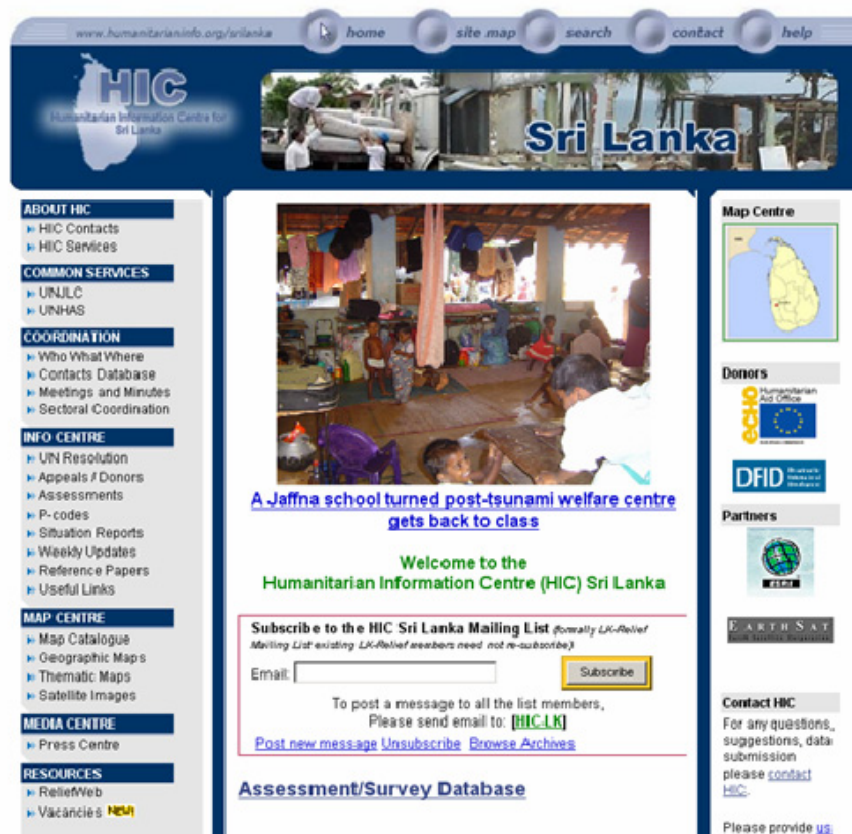 www.humanitarianinfo.org/srilanka
home
site map
search
contact
help
HIC
Humanitarian Information Centre for
Sri Lanka
Sri Lanka
ABOUT HIC
HIC Contacts
HIC Services
COMMON SERVICES
UNJLC
UNHAS
COORDINATION
Who What Where
Contacts Database
Meetings and Minutes
Sectoral Coordination
INFO CENTRE
UN Resolution
Appeals / Donors
Assessments
P-codes
Situation Reports
Weekly Updates
Reference Papers
Useful Links
MAP CENTRE
Map Catalogue
Geographic Maps
Thematic Maps
Satellite Images
MEDIA CENTRE
Press Centre
RESOURCES
ReliefWeb
Vacancies NEW!
A Jaffna school turned post-tsunami welfare centre
gets back to class
Welcome to the
Humanitarian Information Centre (HIC) Sri Lanka
Subscribe to the HIC Sri Lanka Mailing List (formally LK-Relief
Mailing List existing LK-Relief members need not re-subscribe)
Email:
Subscribe
To post a message to all the list members,
Please send email to: [HIC-LK]
Post new message Unsubscribe Browse Archives
Assessment/Survey Database
Map Centre
Donors
ECHO
Humanitarian
Aid Office
DFID
Partners
ESRI
EARTHSAT
Contact HIC
For any questions,
suggestions, data
submission
please contact
HIC.
Please provide us